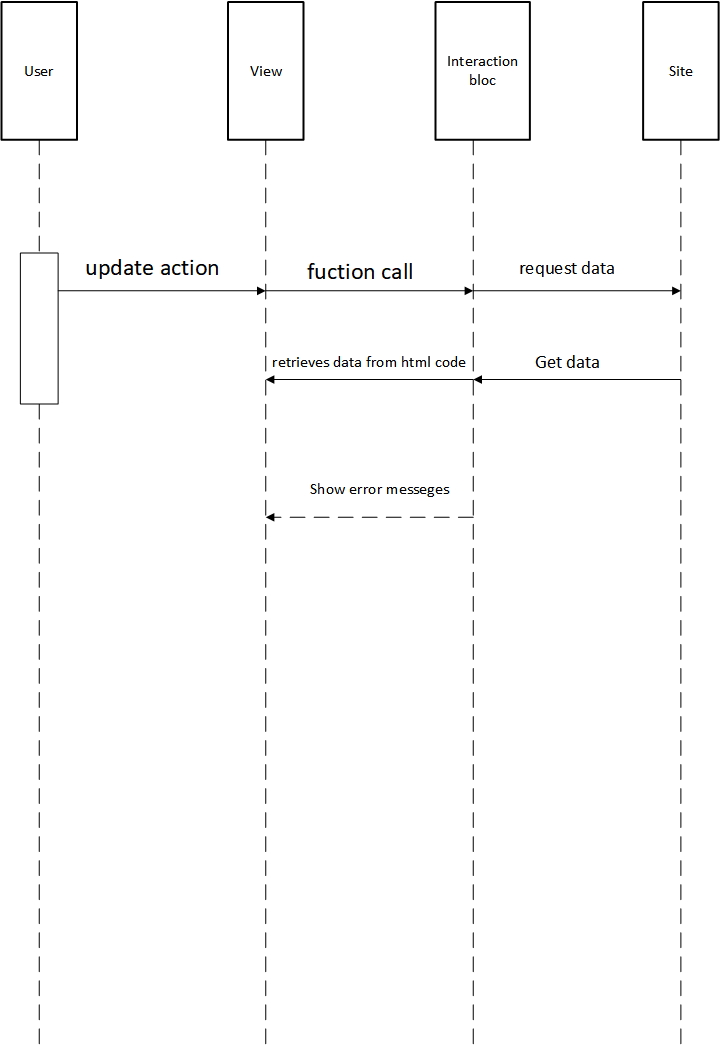 User
View
Interaction
bloc
Site
update action
fuction call
request data
retrieves data from html code
Get data
Show error messeges